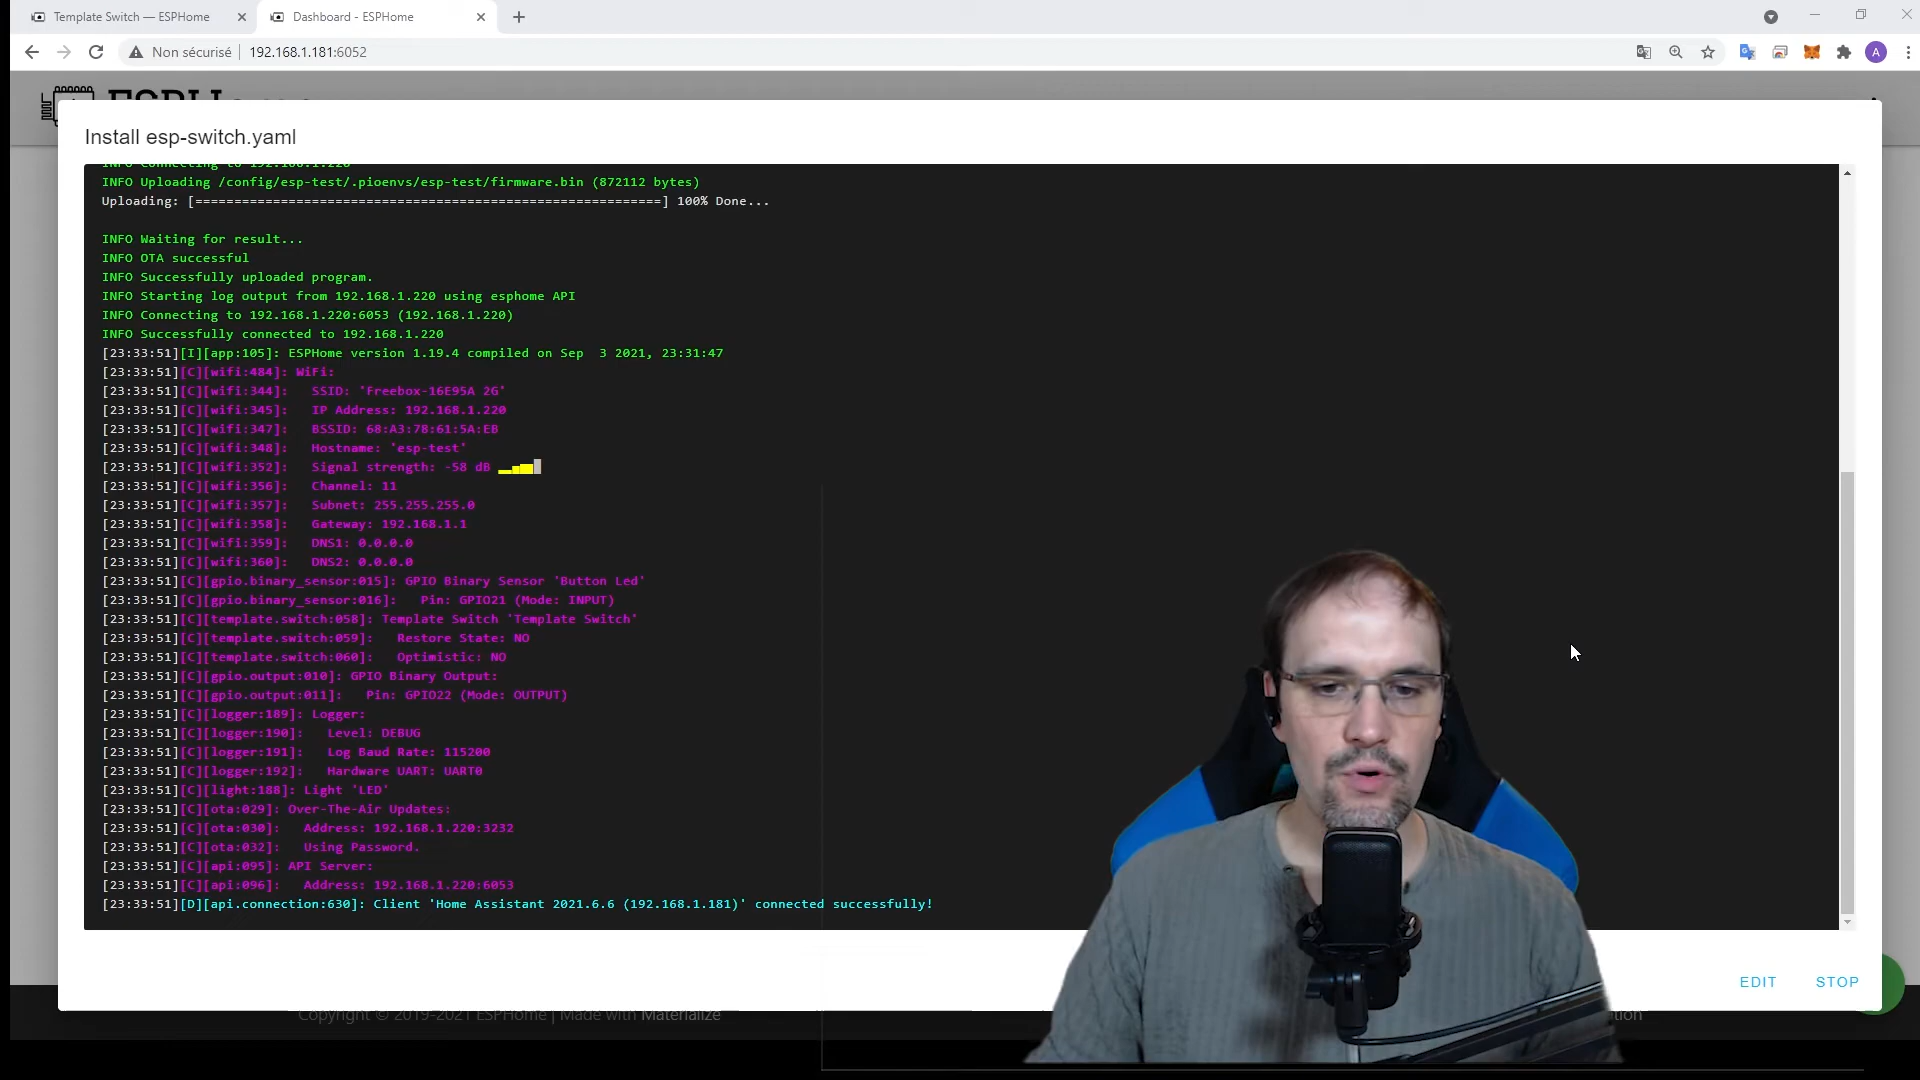 Template Switch — ESPHome
Dashboard - ESPHome
Non sécurisé
192.168.1.181:6052
A
ESPHome
Install esp-switch.yaml
INFO Connecting to 192.168.1.220
INFO Uploading /config/esp-test/.pioenvs/esp-test/firmware.bin (872112 bytes)
Uploading: [============================================================] 100% Done...
INFO Waiting for result...
INFO OTA successful
INFO Successfully uploaded program.
INFO Starting log output from 192.168.1.220 using esphome API
INFO Connecting to 192.168.1.220:6053 (192.168.1.220)
INFO Successfully connected to 192.168.1.220
[23:33:51][I][app:105]: ESPHome version 1.19.4 compiled on Sep  3 2021, 23:31:47
[23:33:51][C][wifi:484]: WiFi:
[23:33:51][C][wifi:344]:   SSID: 'Freebox-16E95A 2G'
[23:33:51][C][wifi:345]:   IP Address: 192.168.1.220
[23:33:51][C][wifi:347]:   BSSID: 68:A3:78:61:5A:EB
[23:33:51][C][wifi:348]:   Hostname: 'esp-test'
[23:33:51][C][wifi:352]:   Signal strength: -58 dB
[23:33:51][C][wifi:356]:   Channel: 11
[23:33:51][C][wifi:357]:   Subnet: 255.255.255.0
[23:33:51][C][wifi:358]:   Gateway: 192.168.1.1
[23:33:51][C][wifi:359]:   DNS1: 0.0.0.0
[23:33:51][C][wifi:360]:   DNS2: 0.0.0.0
[23:33:51][C][gpio.binary_sensor:015]: GPIO Binary Sensor 'Button Led'
[23:33:51][C][gpio.binary_sensor:016]:   Pin: GPIO21 (Mode: INPUT)
[23:33:51][C][template.switch:058]: Template Switch 'Template Switch'
[23:33:51][C][template.switch:059]:   Restore State: NO
[23:33:51][C][template.switch:060]:   Optimistic: NO
[23:33:51][C][gpio.output:010]: GPIO Binary Output:
[23:33:51][C][gpio.output:011]:   Pin: GPIO22 (Mode: OUTPUT)
[23:33:51][C][logger:189]: Logger:
[23:33:51][C][logger:190]:   Level: DEBUG
[23:33:51][C][logger:191]:   Log Baud Rate: 115200
[23:33:51][C][logger:192]:   Hardware UART: UART0
[23:33:51][C][light:188]: Light 'LED'
[23:33:51][C][ota:029]: Over-The-Air Updates:
[23:33:51][C][ota:030]:   Address: 192.168.1.220:3232
[23:33:51][C][ota:032]:   Using Password.
[23:33:51][C][api:095]: API Server:
[23:33:51][C][api:096]:   Address: 192.168.1.220:6053
[23:33:51][D][api.connection:630]: Client 'Home Assistant 2021.6.6 (192.168.1.181)' connected successfully!
EDIT
STOP
Copyright © 2019-2021 ESPHome | Made with Materialize